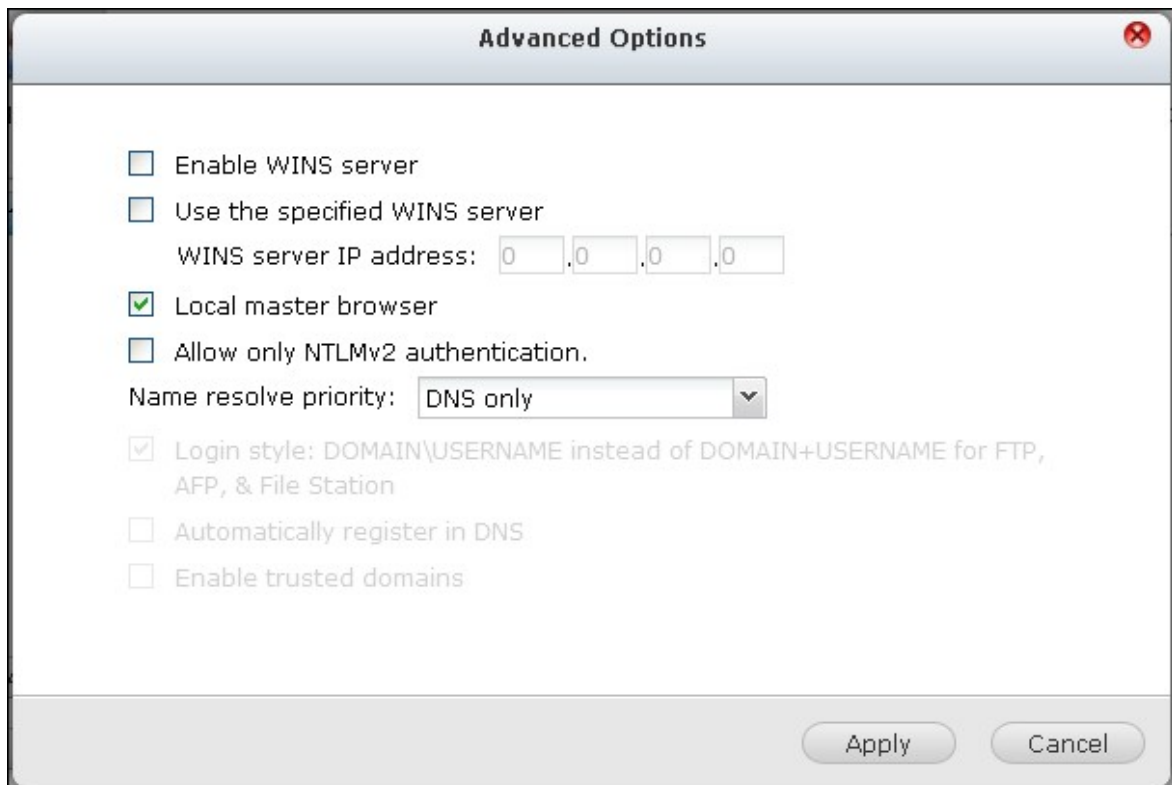 Advanced Options
Enable WINS server
Use the specified WINS server
WINS server IP address: 0 .0 .0 .0
Local master browser
Allow only NTLMv2 authentication.
Name resolve priority: DNS only
Login style: DOMAIN\USERNAME instead of DOMAIN+USERNAME for FTP,
AFP, & File Station
Automatically register in DNS
Enable trusted domains
Apply Cancel